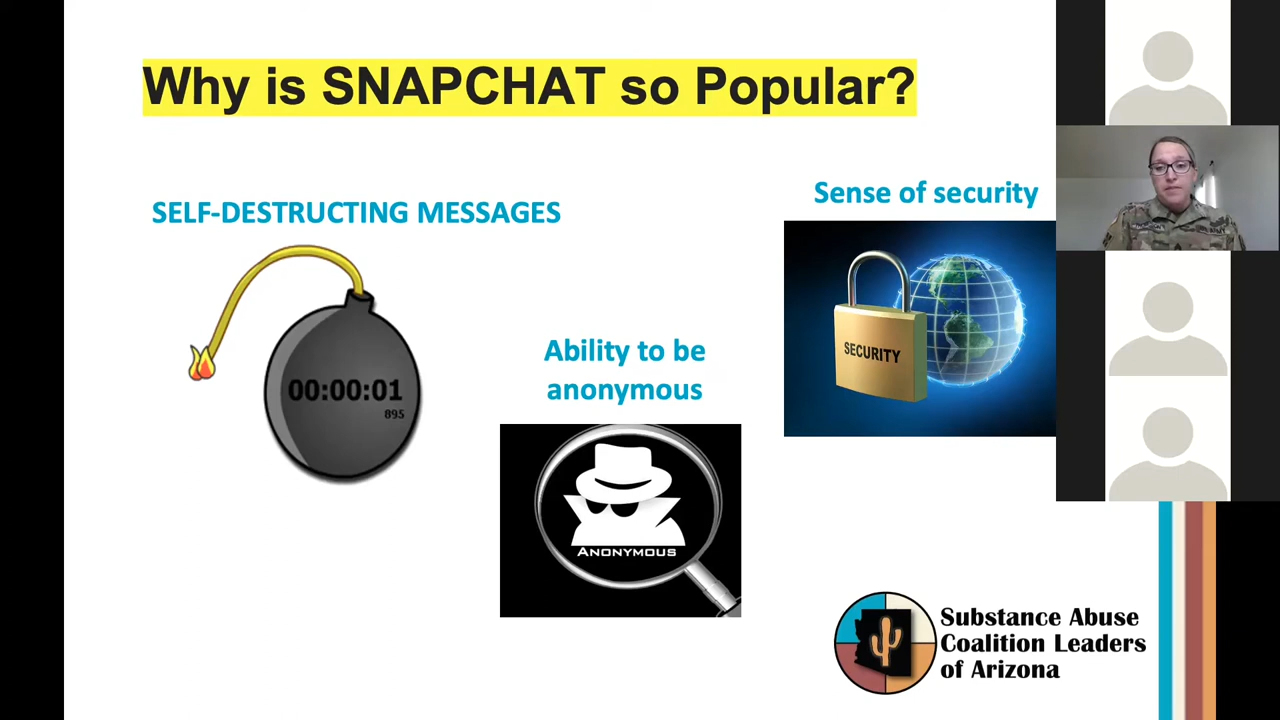 Why is SNAPCHAT so Popular?
SELF-DESTRUCTING MESSAGES
00:00:01
895
Ability to be
anonymous
ANONYMOUS
Sense of security
SECURITY
Substance Abuse
Coalition Leaders
of Arizona